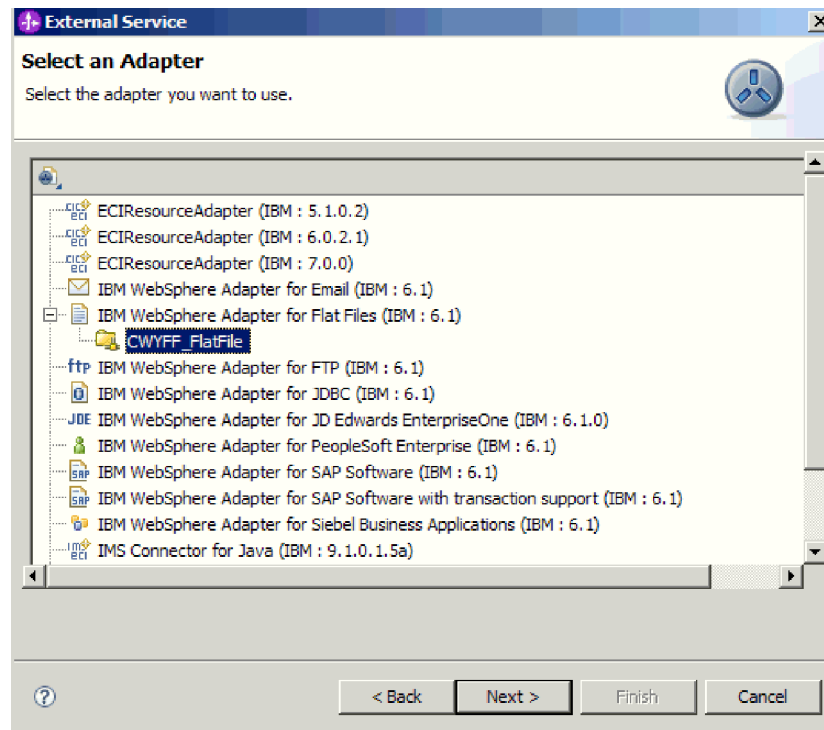 External Service
Select an Adapter
Select the adapter you want to use.
ECIResourceAdapter (IBM : 5.1.0.2)
ECIResourceAdapter (IBM : 6.0.2.1)
ECIResourceAdapter (IBM : 7.0.0)
IBM WebSphere Adapter for Email (IBM : 6.1)
IBM WebSphere Adapter for Flat Files (IBM : 6.1)
CWYFF_FlatFile
ftp IBM WebSphere Adapter for FTP (IBM : 6.1)
IBM WebSphere Adapter for JDBC (IBM : 6.1)
JDE IBM WebSphere Adapter for JD Edwards EnterpriseOne (IBM : 6.1.0)
IBM WebSphere Adapter for PeopleSoft Enterprise (IBM : 6.1)
SAP IBM WebSphere Adapter for SAP Software (IBM : 6.1)
SAP IBM WebSphere Adapter for SAP Software with transaction support (IBM : 6.1)
IBM WebSphere Adapter for Siebel Business Applications (IBM : 6.1)
IMS Connector for Java (IBM : 9.1.0.1.5a)
< Back Next > Finish Cancel